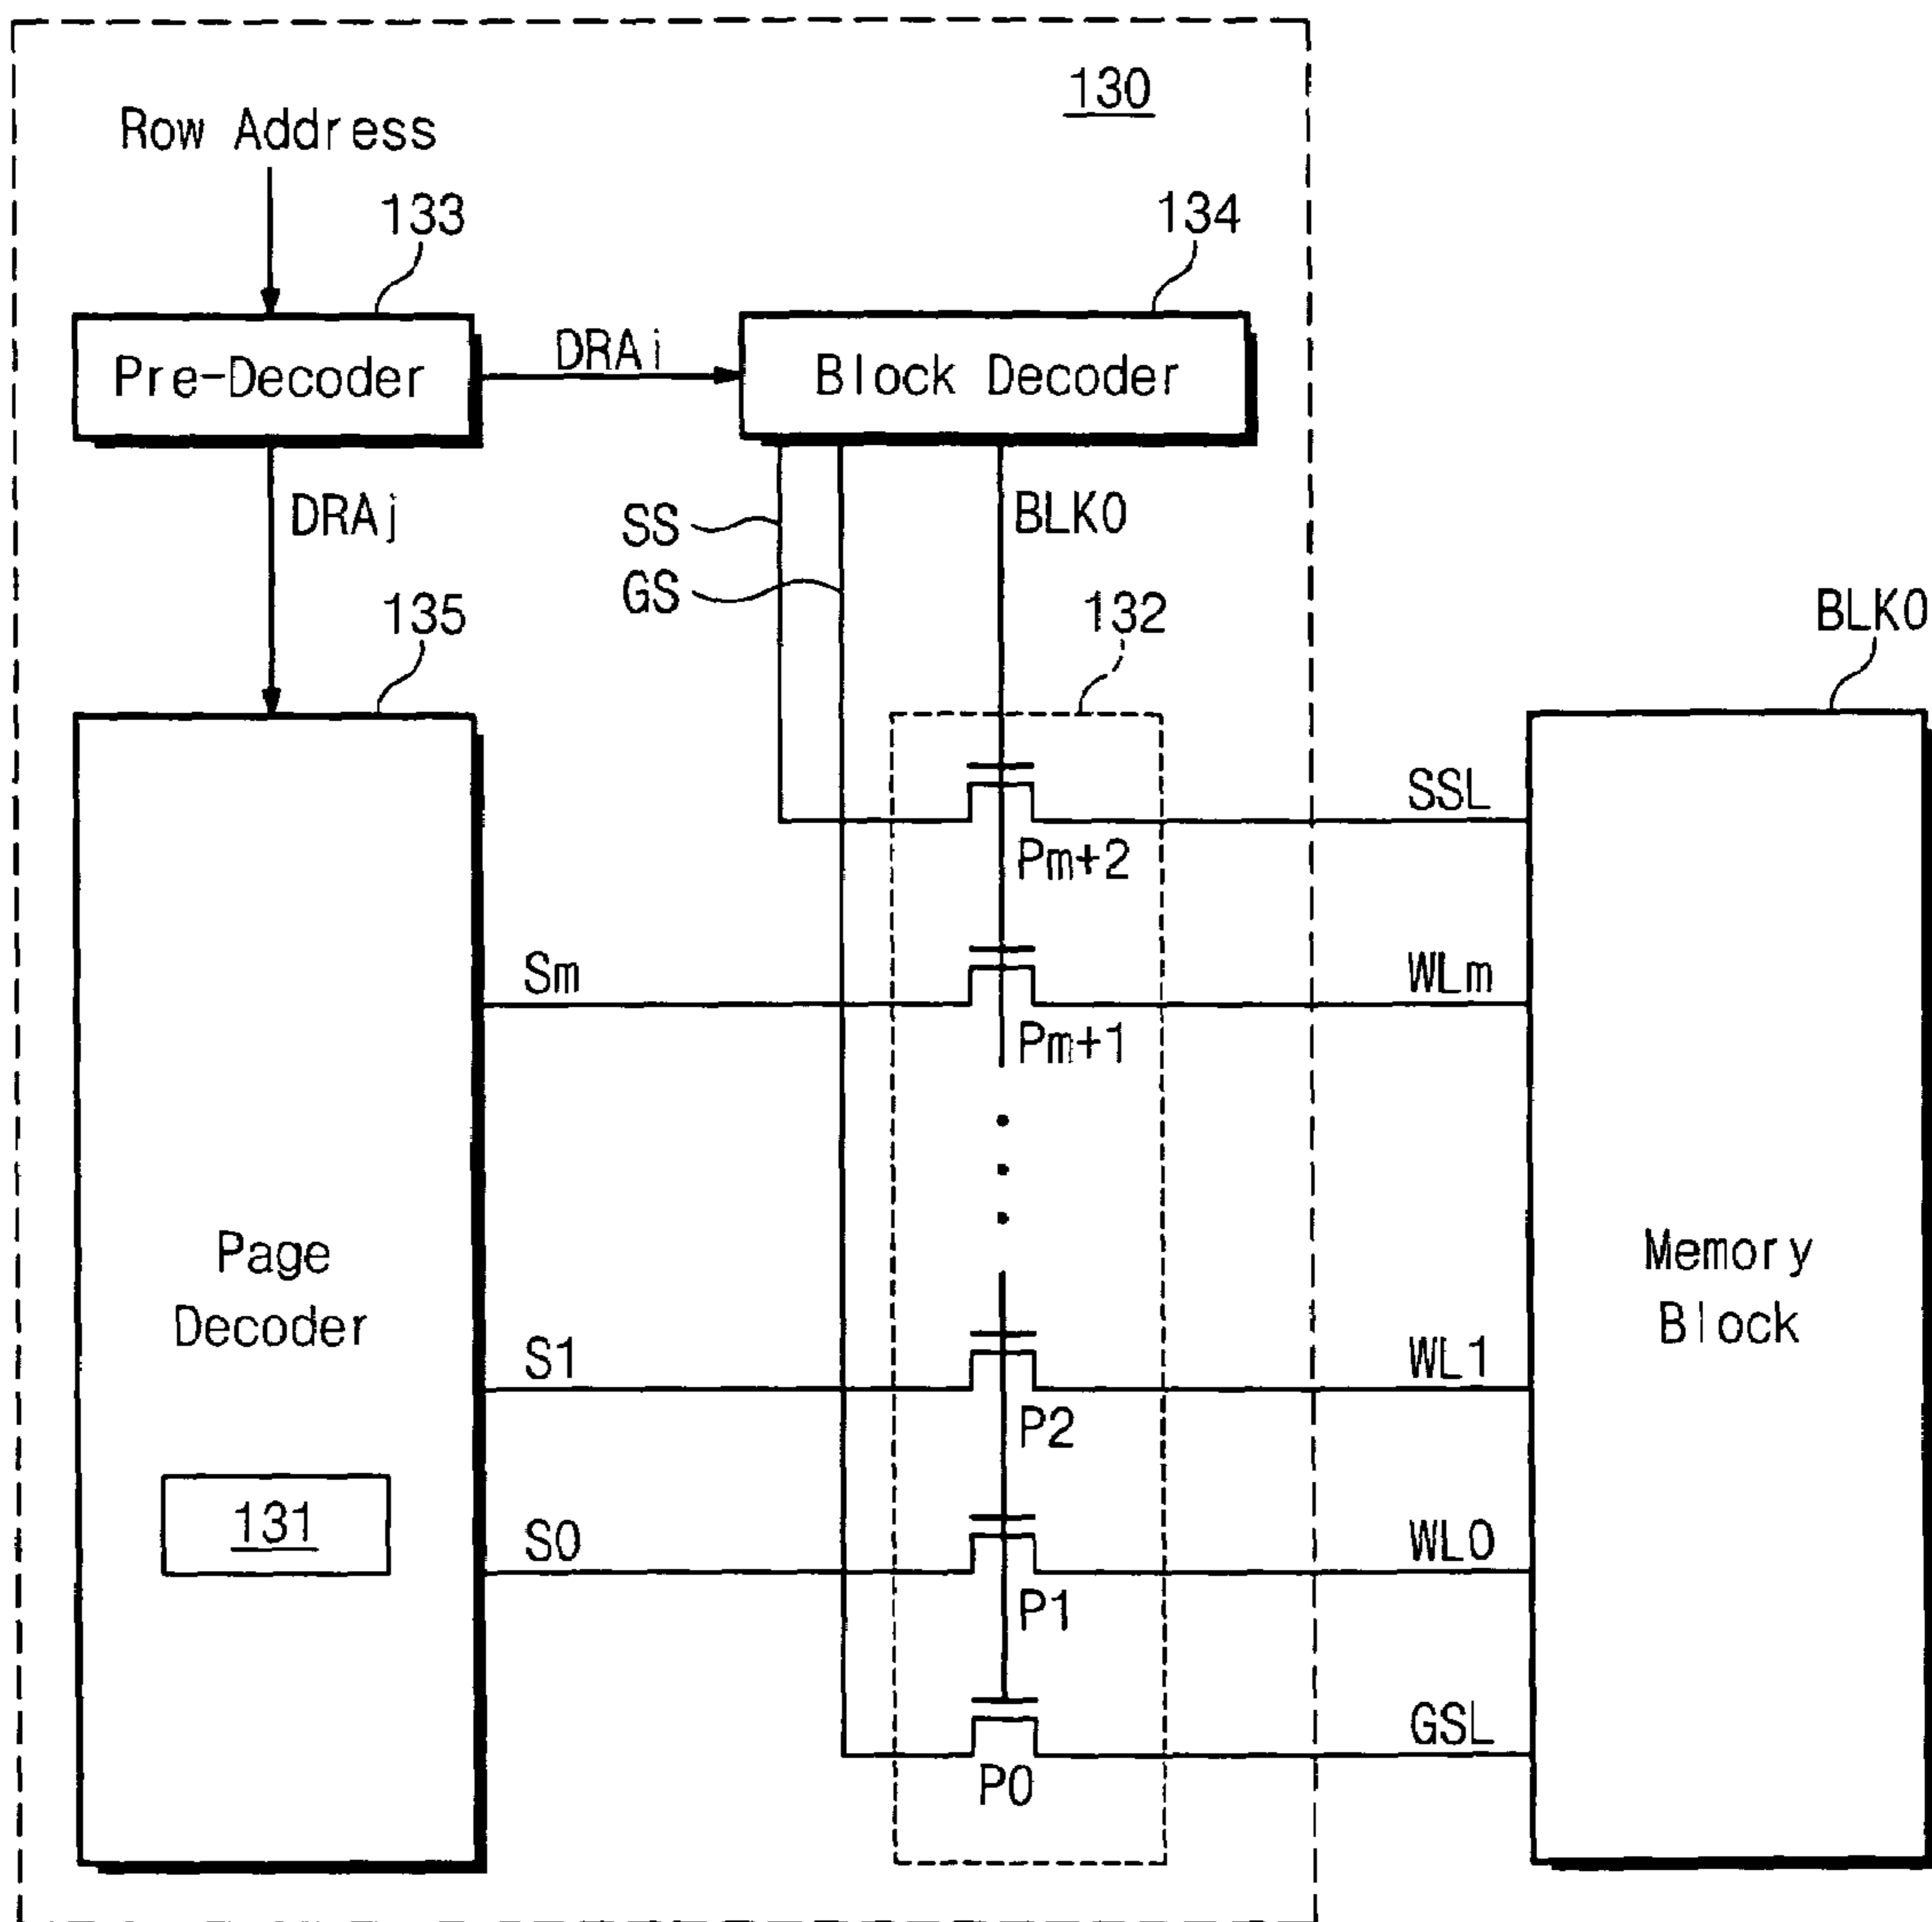 130
Row Address
133
134
Pre-Decoder
DRAi
Block Decoder
DRAj
SS
BLK0
GS
135
132
BLK0
SSL
Pm+2
Sm
WLm
Pm+1
Page
Decoder
Memory
Block
S1
WL1
P2
131
S0
WL0
P1
GSL
P0